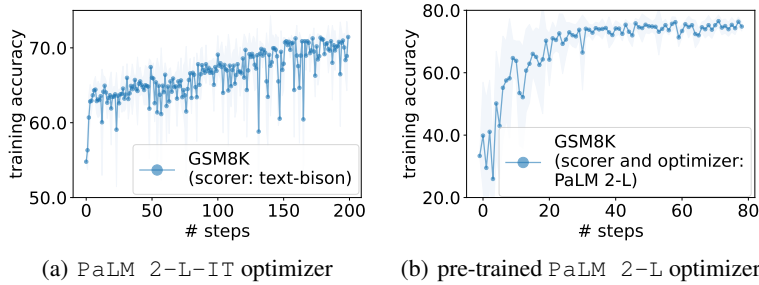 70.0
60.0
50.0
training accuracy
GSM8K
(scorer: text-bison)
0 50 100 150 200
# steps
(a) PaLM 2-L-IT optimizer
80.0
60.0
40.0
20.0
training accuracy
GSM8K
(scorer and optimizer:
PaLM 2-L)
0 20 40 60 80
# steps
(b) pre-trained PaLM 2-L optimizer